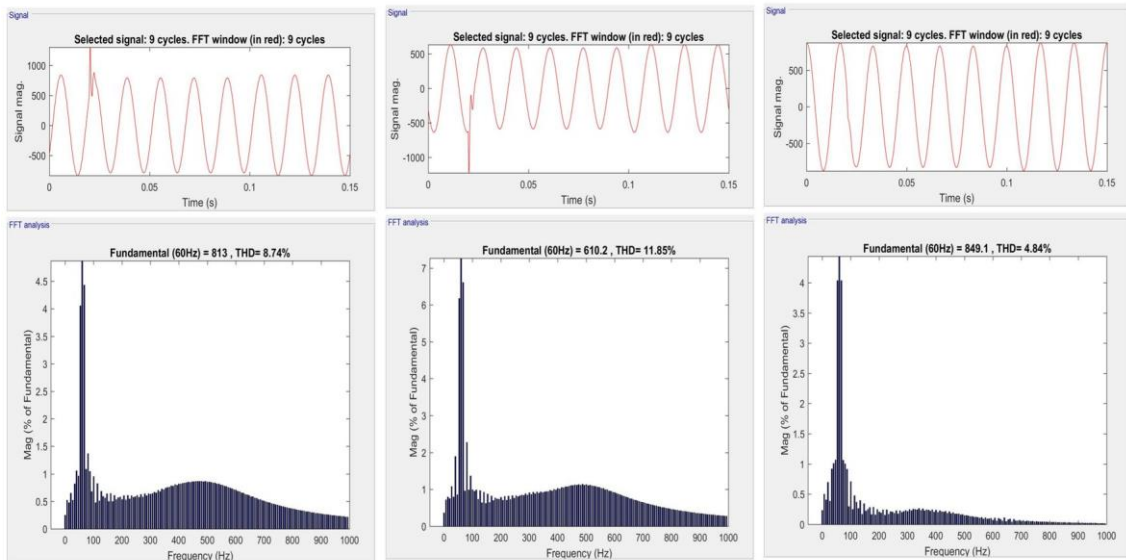 Signal
Selected signal: 9 cycles. FFT window (in red): 9 cycles
1000
500
0
-500
Signal mag.
0 0.05 0.1 0.15
Time (s)
FFT analysis
Fundamental (60Hz) = 813 , THD= 8.74%
4.5
4
3.5
3
2.5
2
1.5
1
0.5
0
Mag (% of Fundamental)
0 100 200 300 400 500 600 700 800 900 1000
Frequency (Hz)
Signal
Selected signal: 9 cycles. FFT window (in red): 9 cycles
500
0
-500
-1000
Signal mag.
0 0.05 0.1 0.15
Time (s)
FFT analysis
Fundamental (60Hz) = 610.2 , THD= 11.85%
7
6
5
4
3
2
1
0
Mag (% of Fundamental)
0 100 200 300 400 500 600 700 800 900 1000
Frequency (Hz)
Signal
Selected signal: 9 cycles. FFT window (in red): 9 cycles
500
0
-500
Signal mag.
0 0.05 0.1 0.15
Time (s)
FFT analysis
Fundamental (60Hz) = 849.1 , THD= 4.84%
4
3.5
3
2.5
2
1.5
1
0.5
0
Mag (% of Fundamental)
0 100 200 300 400 500 600 700 800 900 1000
Frequency (Hz)